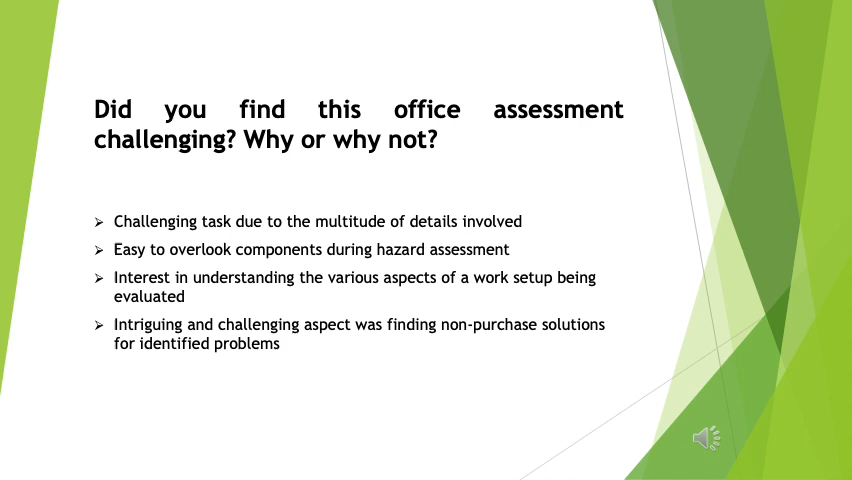 Did you find this office assessment
challenging? Why or why not?
Challenging task due to the multitude of details involved
Easy to overlook components during hazard assessment
Interest in understanding the various aspects of a work setup being
evaluated
Intriguing and challenging aspect was finding non-purchase solutions
for identified problems